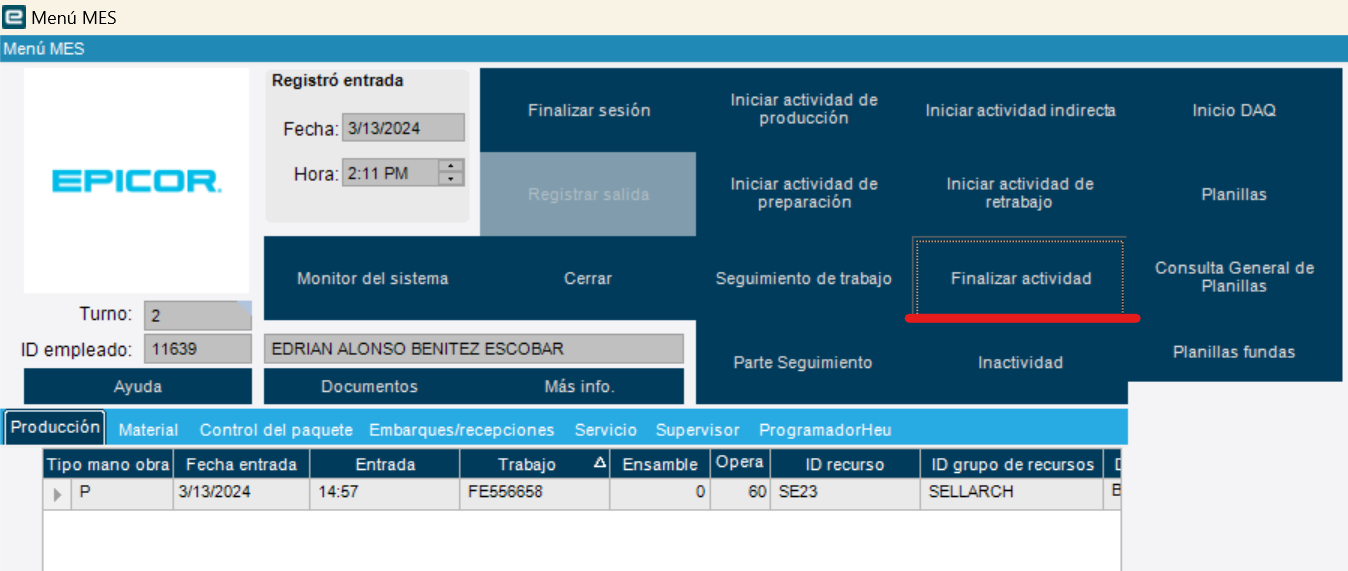 Menú MES
Menú MES
EPICOR.
Registró entrada
Fecha: 3/13/2024
Hora: 2:11 PM
Finalizar sesión
Registrar salida
Iniciar actividad de
producción
Iniciar actividad indirecta
Inicio DAQ
Iniciar actividad de
preparación
Iniciar actividad de
retrabajo
Planillas
Monitor del sistema
Cerrar
Seguimiento de trabajo
Finalizar actividad
Consulta General de
Planillas
Turno: 2
ID empleado: 11639
EDRIAN ALONSO BENITEZ ESCOBAR
Parte Seguimiento
Inactividad
Planillas fundas
Ayuda
Documentos
Más info.
Producción Material Control del paquete Embarques/recepciones Servicio Supervisor ProgramadorHeu
Tipo mano obra Fecha entrada Entrada Trabajo Ensamble Opera ID recurso ID grupo de recursos
P 3/13/2024 14:57 FE556658 0 60 SE23 SELLARCH